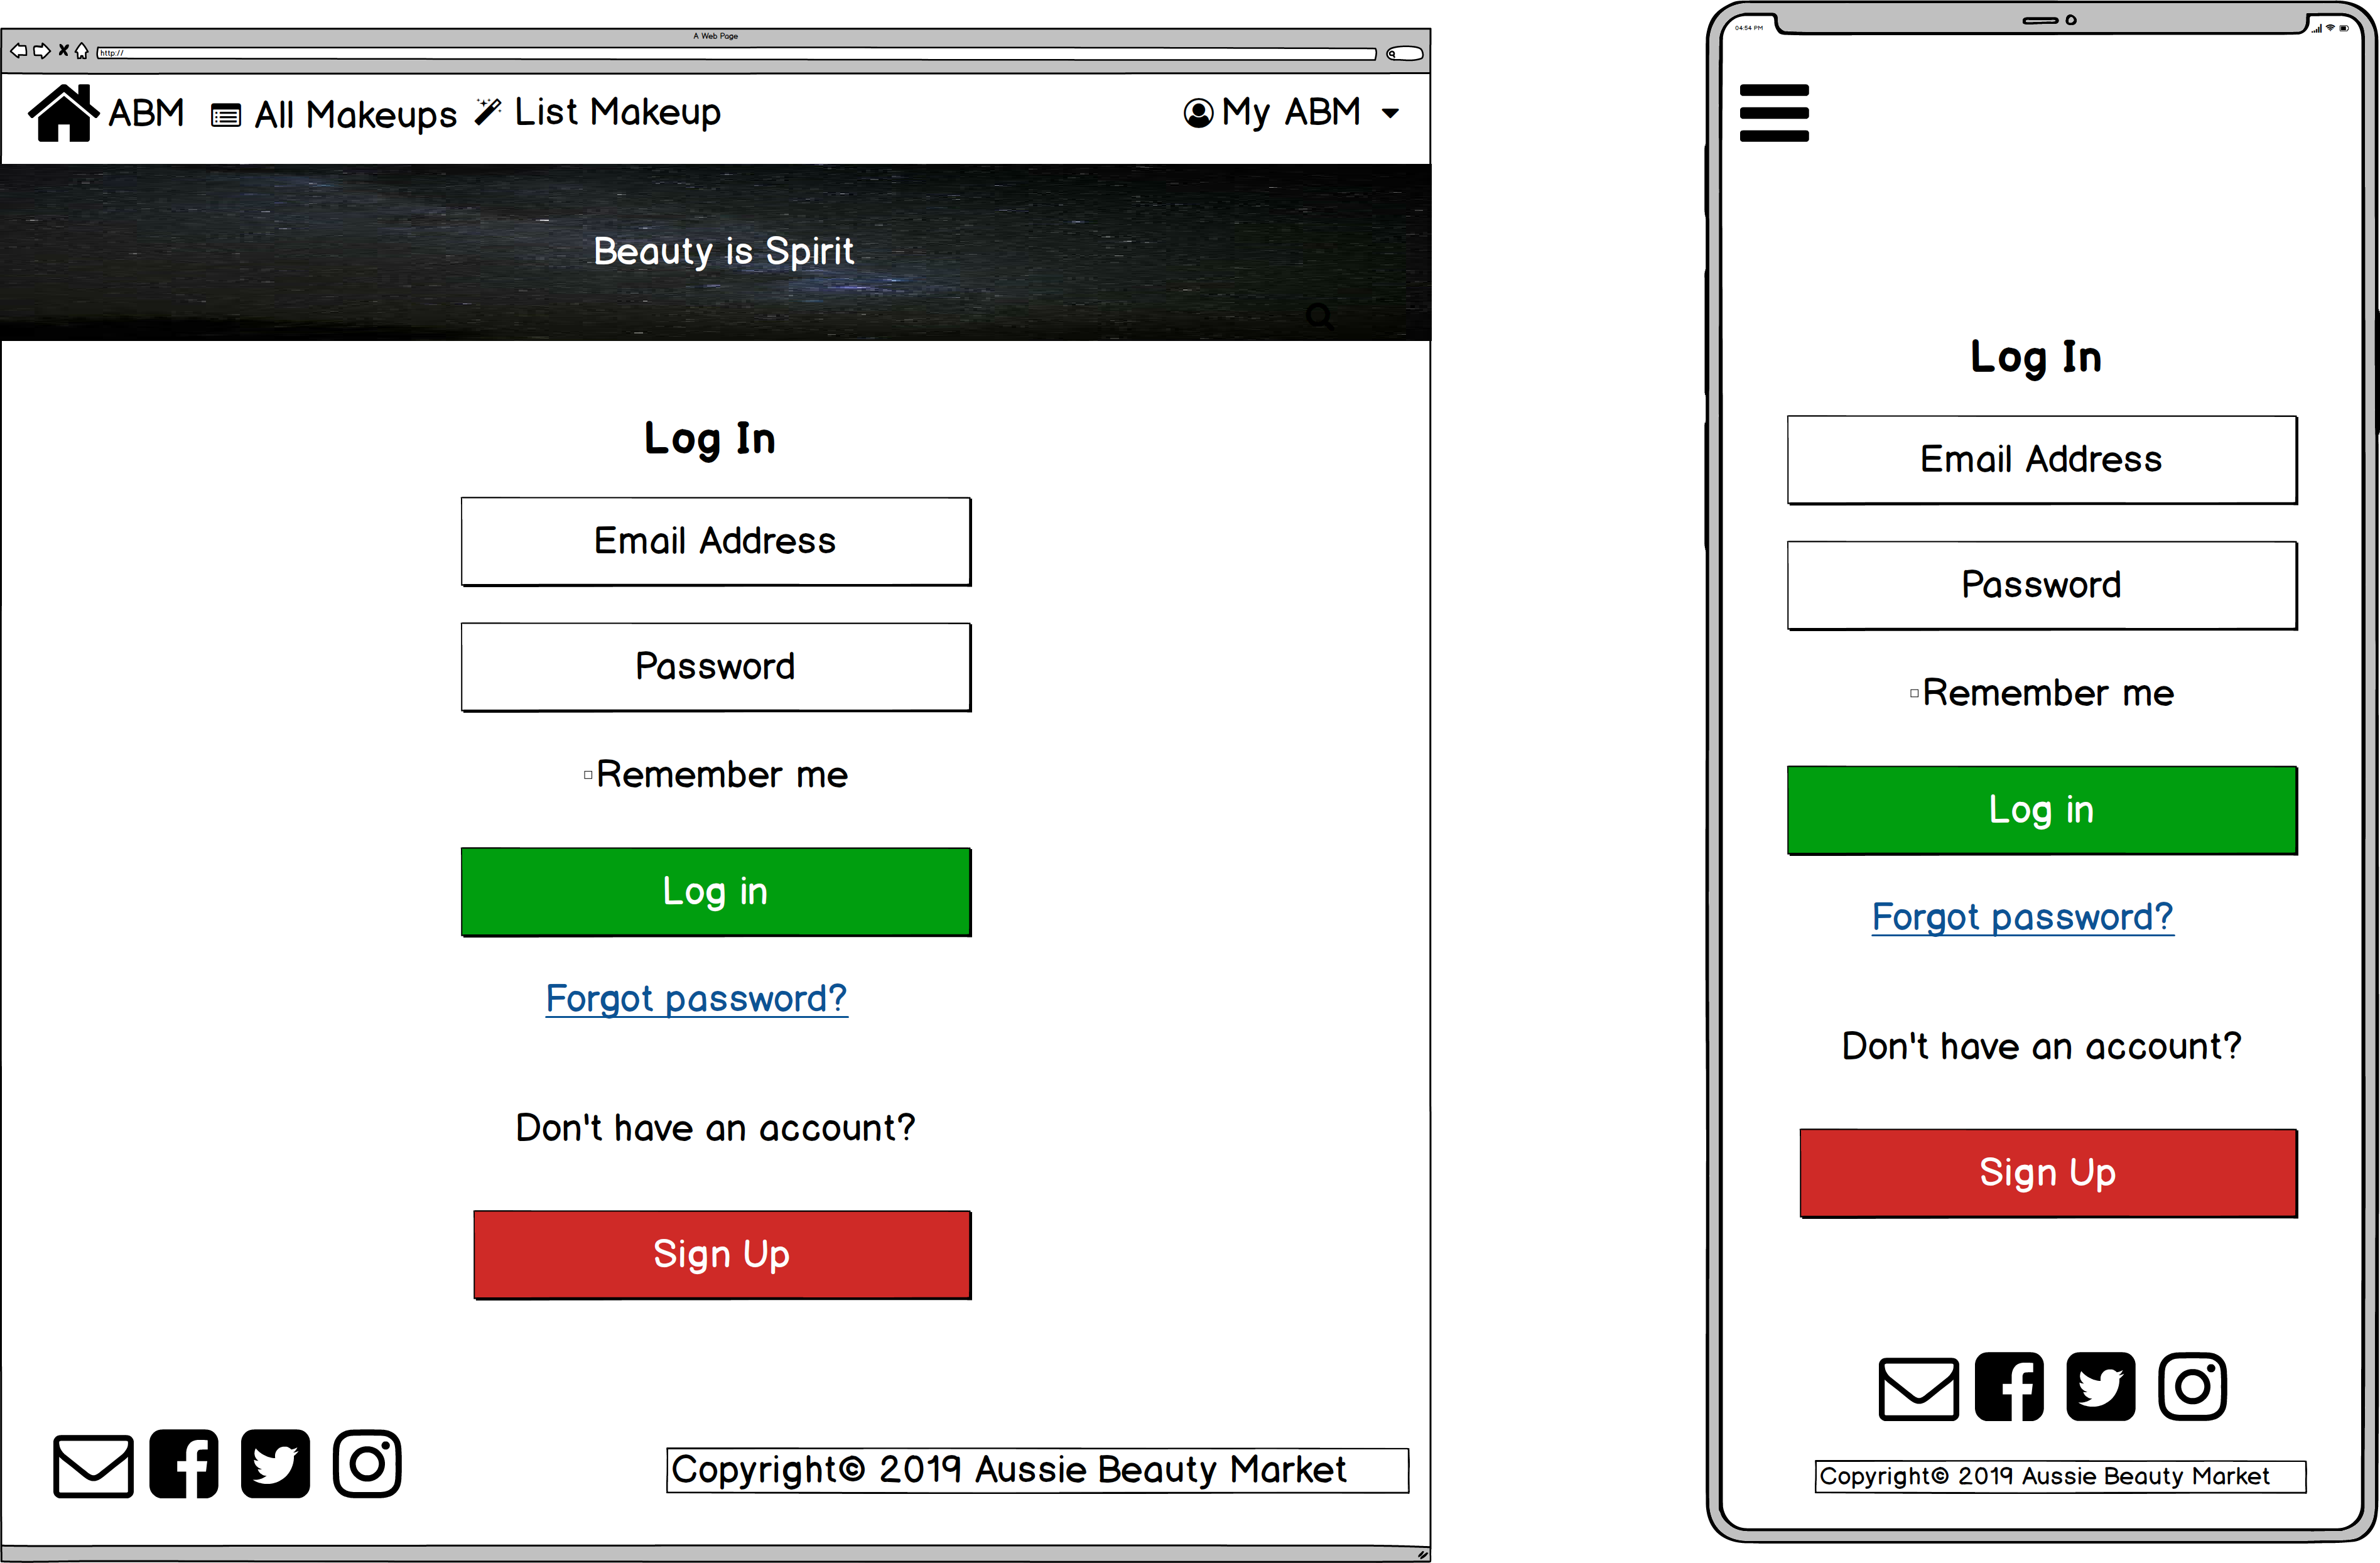 A Web Page
http://
ABM All Makeups List Makeup My ABM
Beauty is Spirit
Log In
Email Address
Password
Remember me
Log in
Forgot password?
Don't have an account?
Sign Up
Copyright© 2019 Aussie Beauty Market
04:54 PM
Log In
Email Address
Password
Remember me
Log in
Forgot password?
Don't have an account?
Sign Up
Copyright© 2019 Aussie Beauty Market